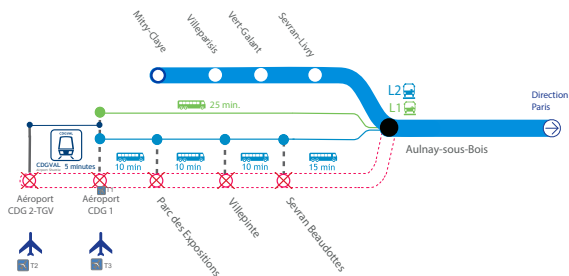 Mitry-Claye
Villeparisis
Vert-Galant
Sevran-Livry
L2
L1
Direction
Paris
25 min.
Aulnay-sous-Bois
CDGVAL
5 minutes
10 min
10 min
10 min
15 min
T1
Aéroport
CDG 2-TGV
Aéroport
CDG 1
Parc des Expositions
Villepinte
Sevran Beaudottes
T2
T3